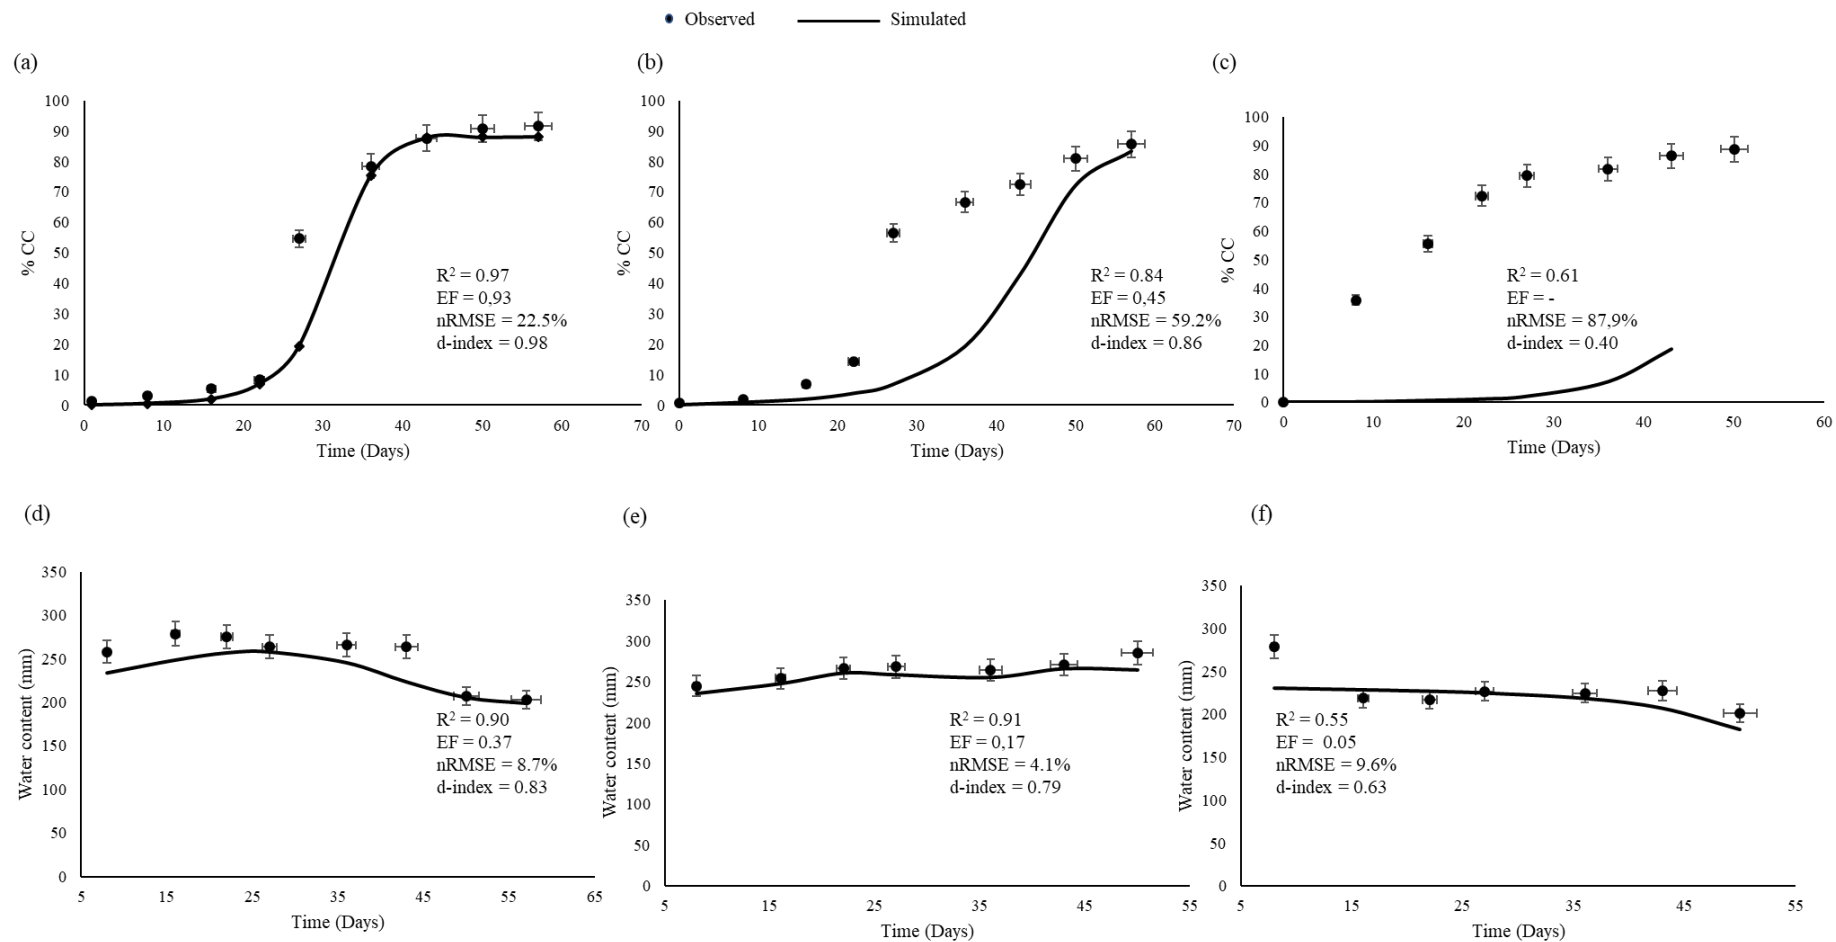 Observed
Simulated
(a)
100
90
80
70
60
50
40
30
20
10
0
% CC
R² = 0.97
EF = 0,93
nRMSE = 22.5%
d-index = 0.98
0 10 20 30 40 50 60 70
Time (Days)
(b)
100
90
80
70
60
50
40
30
20
10
0
% CC
R² = 0.84
EF = 0,45
nRMSE = 59.2%
d-index = 0.86
0 10 20 30 40 50 60 70
Time (Days)
(c)
100
90
80
70
60
50
40
30
20
10
0
% CC
R² = 0.61
EF = -
nRMSE = 87,9%
d-index = 0.40
0 10 20 30 40 50 60
Time (Days)
(d)
350
300
250
200
150
100
50
0
Water content (mm)
R² = 0.90
EF = 0.37
nRMSE = 8.7%
d-index = 0.83
5 15 25 35 45 55 65
Time (Days)
(e)
350
300
250
200
150
100
50
0
Water content (mm)
R² = 0.91
EF = 0,17
nRMSE = 4.1%
d-index = 0.79
5 15 25 35 45 55
Time (Days)
(f)
350
300
250
200
150
100
50
0
Water content (mm)
R² = 0.55
EF = 0.05
nRMSE = 9.6%
d-index = 0.63
5 15 25 35 45 55
Time (Days)